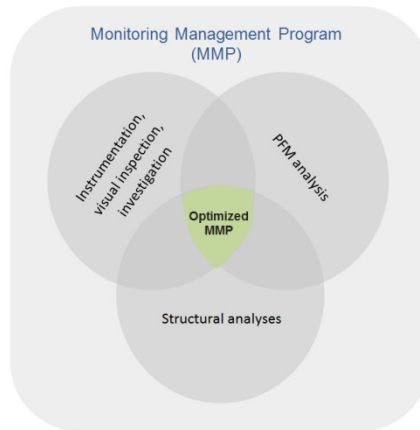 Monitoring Management Program
(MMP)
Instrumentation,
visual inspection,
investigation
PFM analysis
Optimized
MMP
Structural analyses